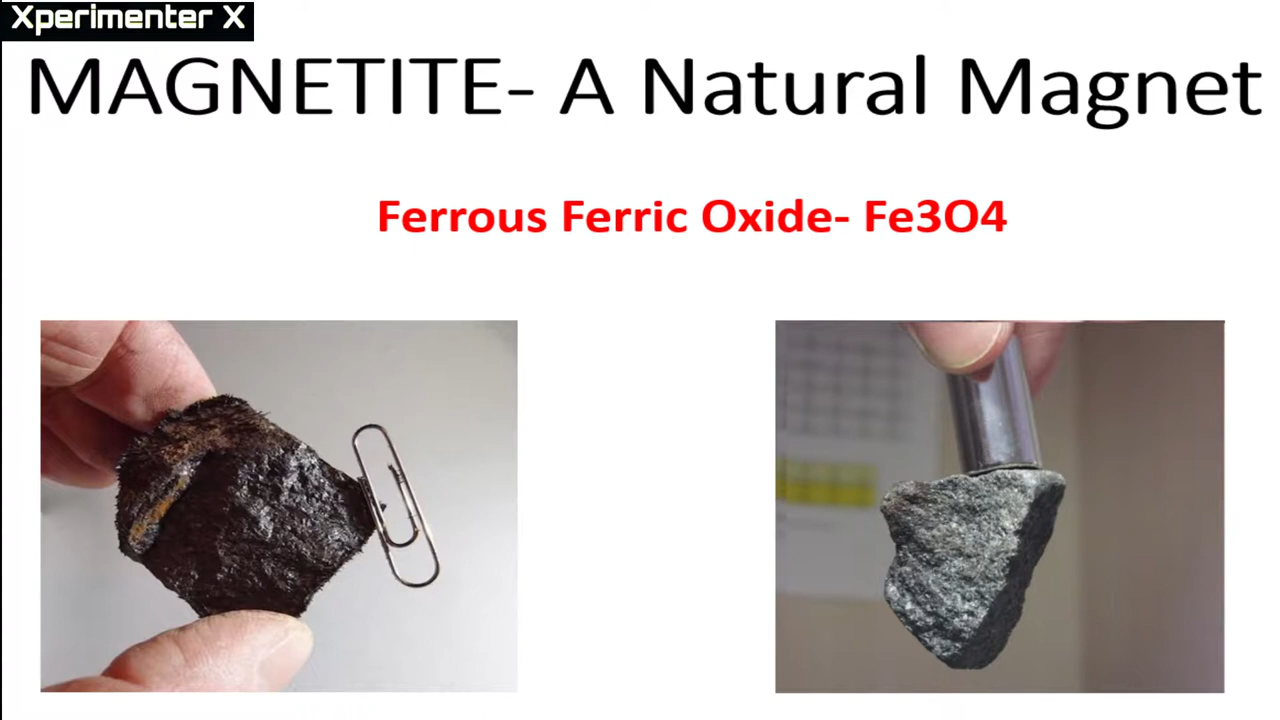 Xperimenter X
MAGNETITE- A Natural Magnet
Ferrous Ferric Oxide- Fe3O4